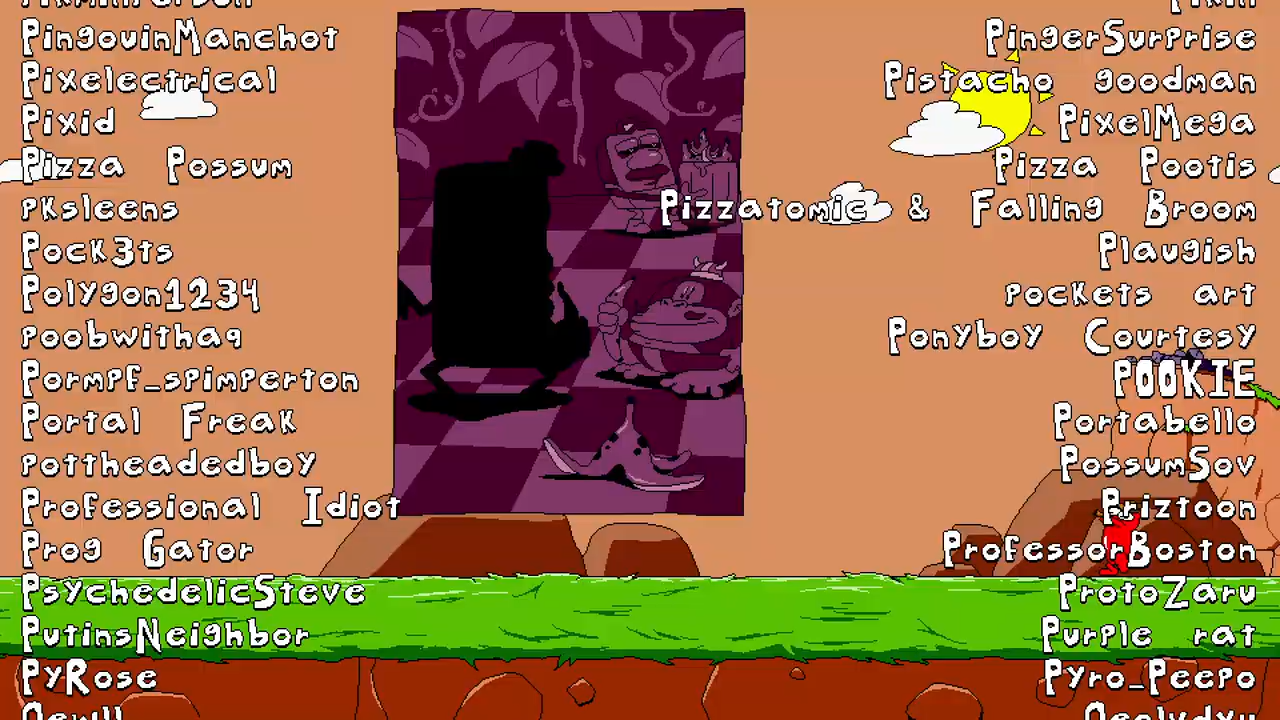 PingouinManchot
PingerSurprise
Pixelectrical
Pistacho goodman
Pixid
PixelMega
Pizza Possum
Pizza Pootis
pksleens
Pizzatomic & Falling Broom
Pock3ts
Plaugish
Polygon1234
pockets art
poobwithaq
Ponyboy Courtesy
Pormpf_spimperton
POOKIE
Portal Freak
Portabello
pottheadedboy
PossumSov
Professional Idiot
Priztoon
Prog Gator
ProfessorBoston
PsychedelicSteve
ProtoZaru
PutinsNeighbor
Purple rat
PyRose
Pyro_Peepo